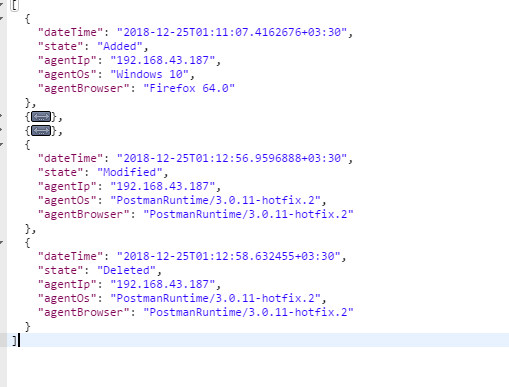 [
{
"dateTime": "2018-12-25T01:11:07.4162676+03:30",
"state": "Added",
"agentIp": "192.168.43.187",
"agentOs": "Windows 10",
"agentBrowser": "Firefox 64.0"
},
{↔},
{↔},
{
"dateTime": "2018-12-25T01:12:56.9596888+03:30",
"state": "Modified",
"agentIp": "192.168.43.187",
"agentOs": "PostmanRuntime/3.0.11-hotfix.2",
"agentBrowser": "PostmanRuntime/3.0.11-hotfix.2"
},
{
"dateTime": "2018-12-25T01:12:58.632455+03:30",
"state": "Deleted",
"agentIp": "192.168.43.187",
"agentOs": "PostmanRuntime/3.0.11-hotfix.2",
"agentBrowser": "PostmanRuntime/3.0.11-hotfix.2"
}
]